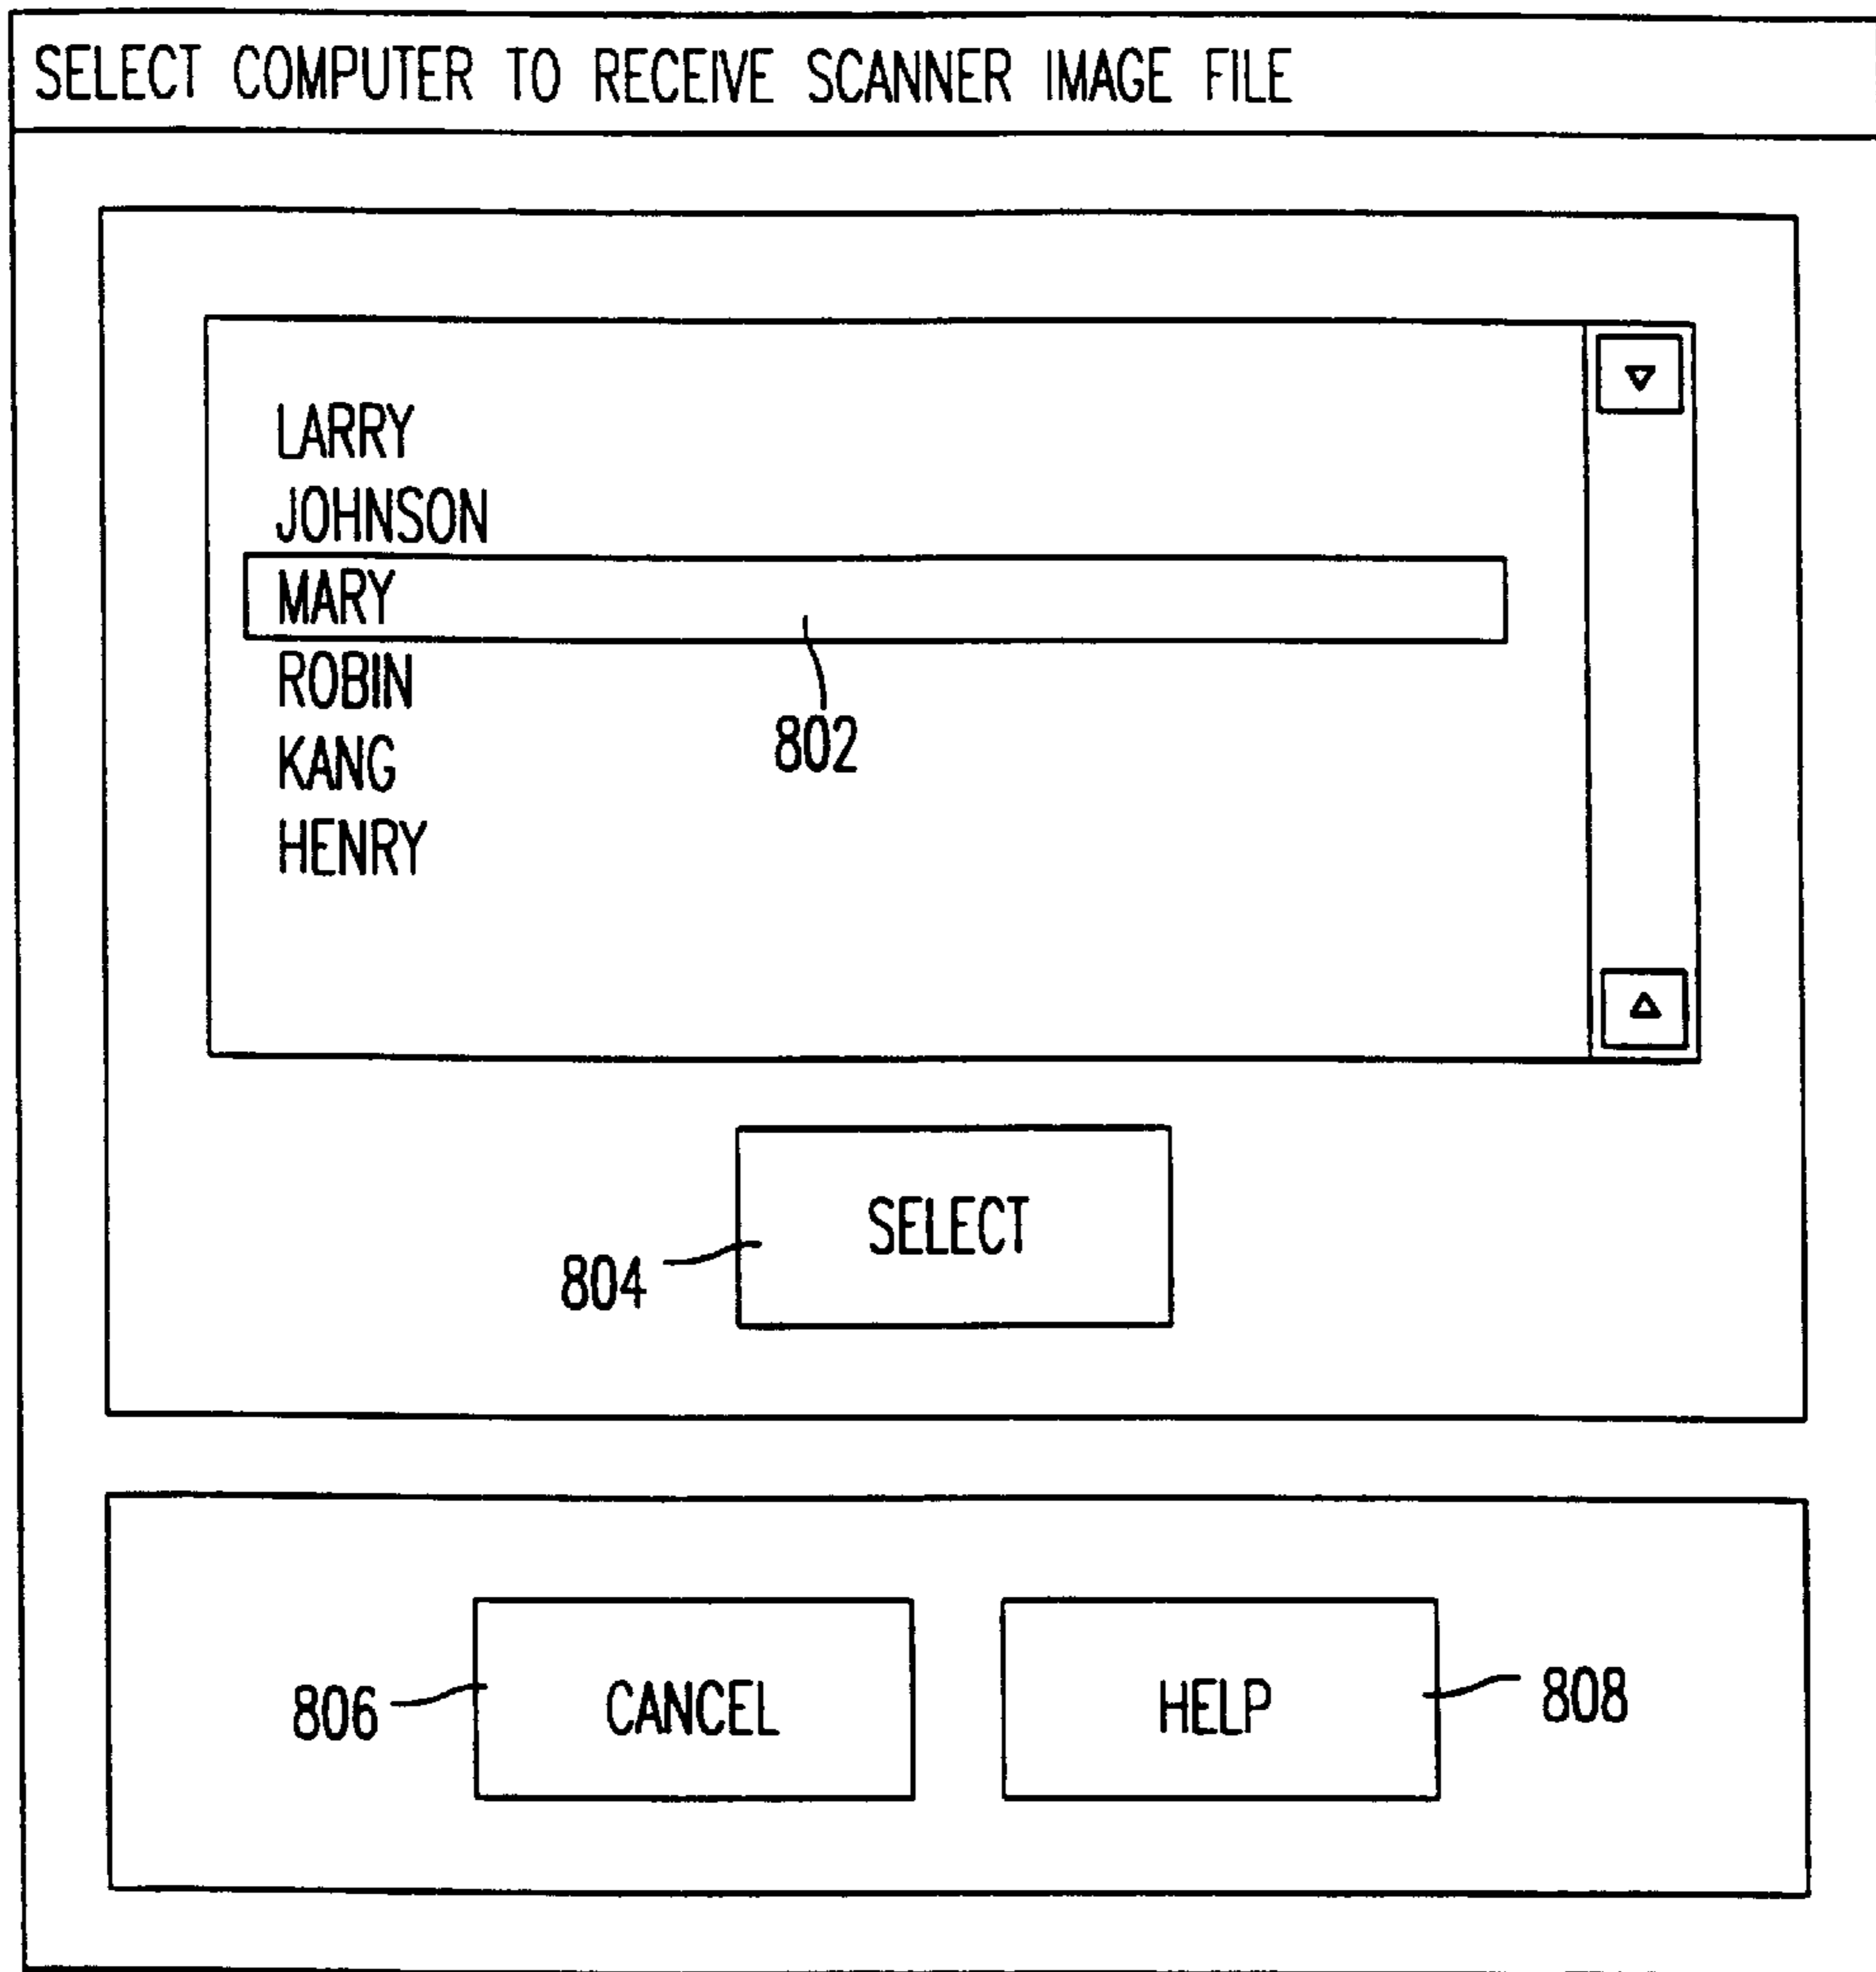 SELECT COMPUTER TO RECEIVE SCANNER IMAGE FILE
LARRY
JOHNSON
MARY
ROBIN
802
KANG
HENRY
SELECT
804
806
CANCEL
HELP
808